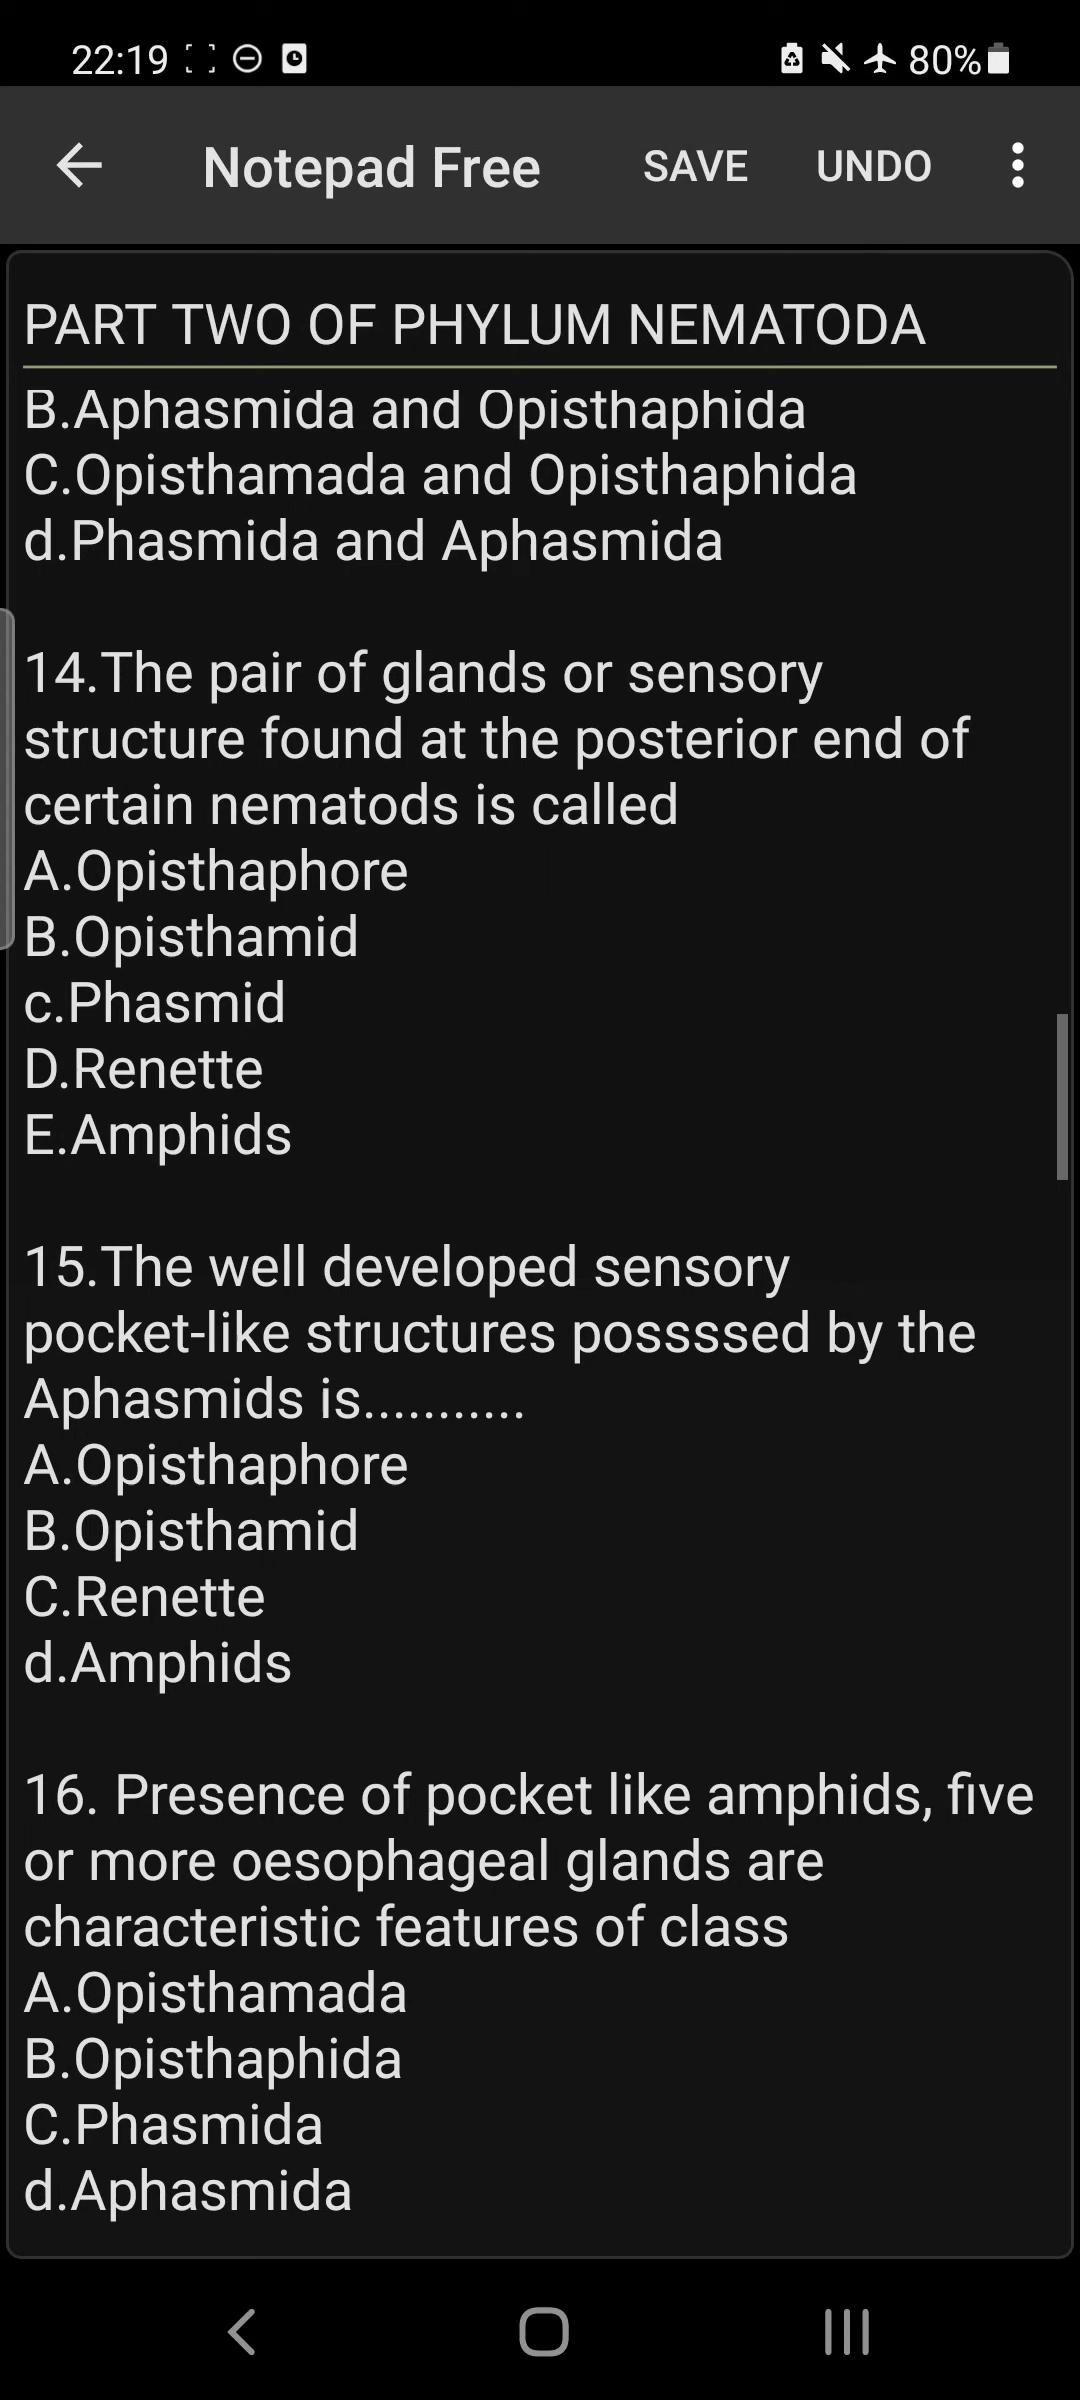 22:19
80%
Notepad Free SAVE UNDO
PART TWO OF PHYLUM NEMATODA
B.Aphasmida and Opisthaphida
C.Opisthamada and Opisthaphida
d.Phasmida and Aphasmida
14.The pair of glands or sensory
structure found at the posterior end of
certain nematods is called
A.Opisthaphore
B.Opisthamid
c.Phasmid
D.Renette
E.Amphids
15.The well developed sensory
pocket-like structures possssed by the
Aphasmids is...........
A.Opisthaphore
B.Opisthamid
C.Renette
d.Amphids
16. Presence of pocket like amphids, five
or more oesophageal glands are
characteristic features of class
A.Opisthamada
B.Opisthaphida
C.Phasmida
d.Aphasmida